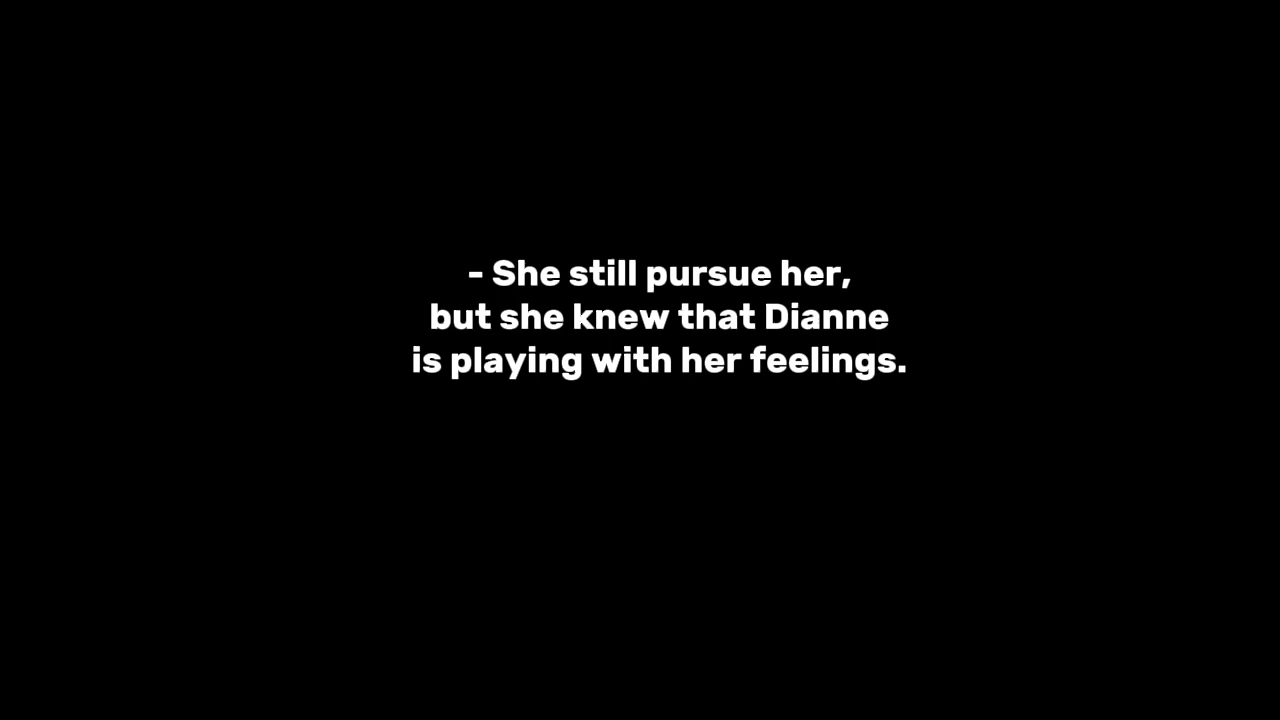 - She still pursue her,
but she knew that Dianne
is playing with her feelings.